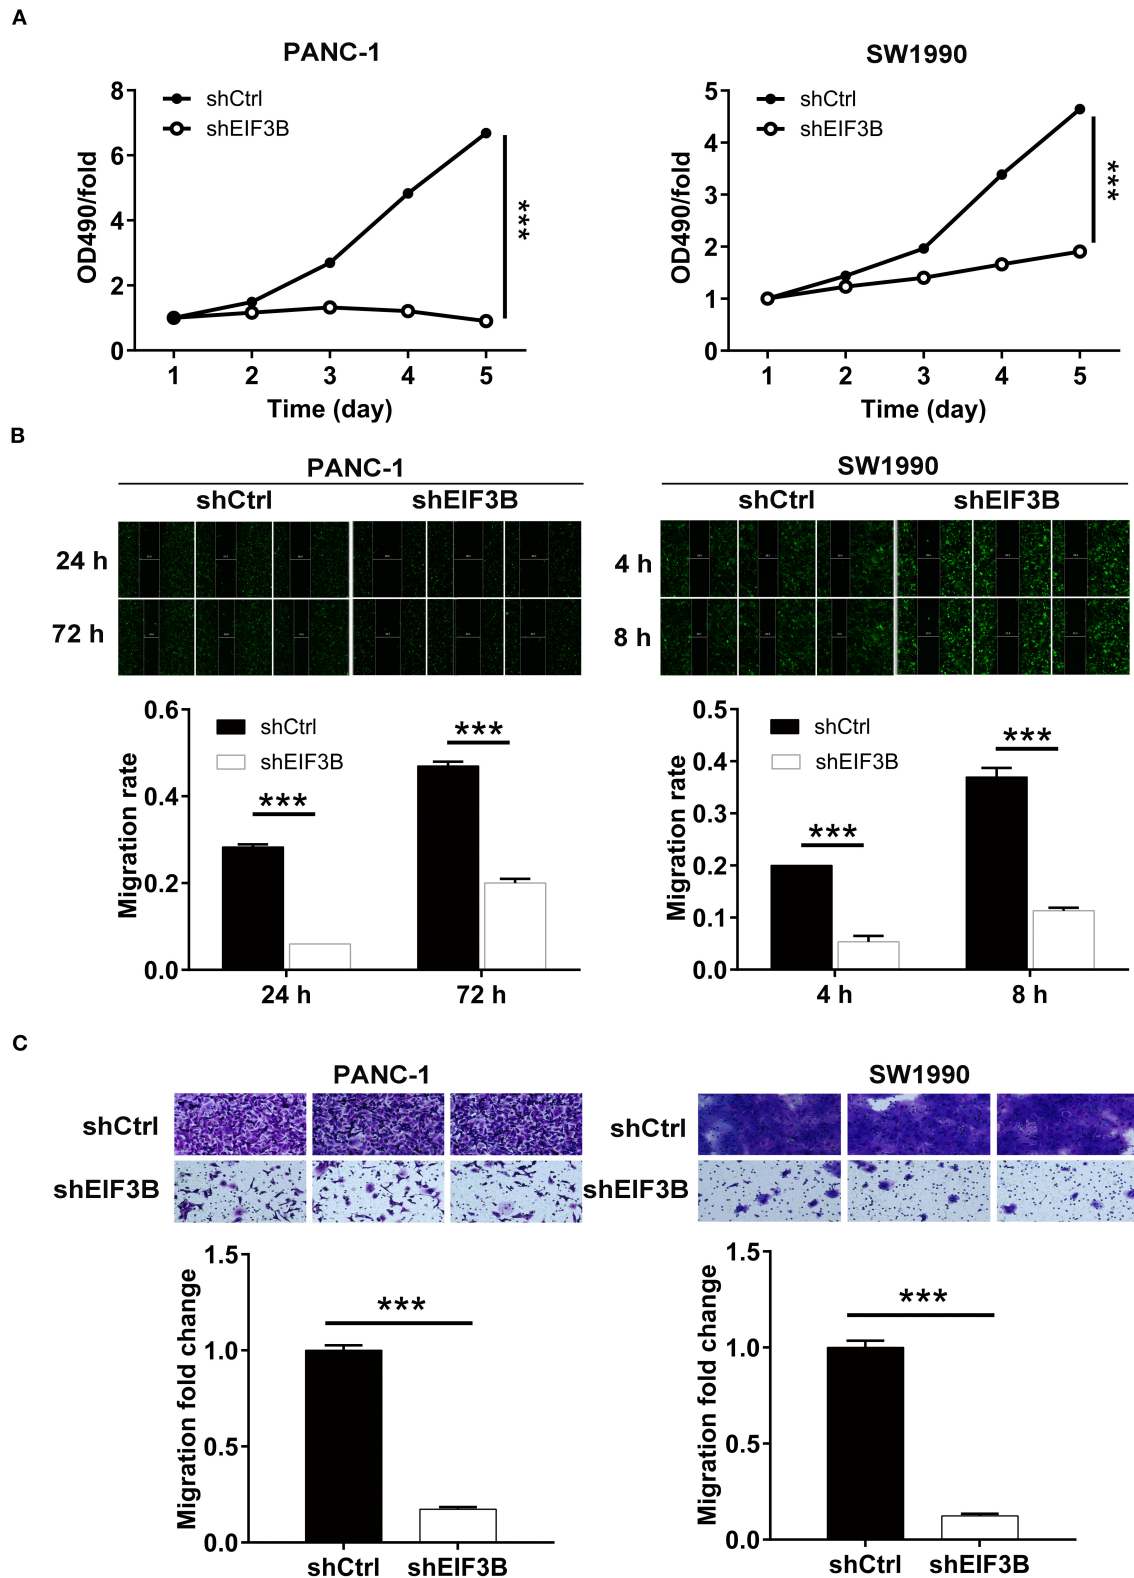 A
PANC-1
SW1990
8
6
4
2
0
OD490/fold
shCtrl
shEIF3B
***
1 2 3 4 5
Time (day)
5
4
3
2
1
0
OD490/fold
shCtrl
shEIF3B
***
1 2 3 4 5
Time (day)
B
PANC-1
shCtrl shEIF3B
24 h
72 h
SW1990
shCtrl shEIF3B
4 h
8 h
0.6
0.4
0.2
0.0
Migration rate
shCtrl
shEIF3B
***
***
24 h 72 h
0.5
0.4
0.3
0.2
0.1
0.0
Migration rate
shCtrl
shEIF3B
***
***
4 h 8 h
C
PANC-1
shCtrl
shEIF3B
SW1990
shCtrl
shEIF3B
1.5
1.0
0.5
0.0
Migration fold change
***
shCtrl shEIF3B
1.5
1.0
0.5
0.0
Migration fold change
***
shCtrl shEIF3B